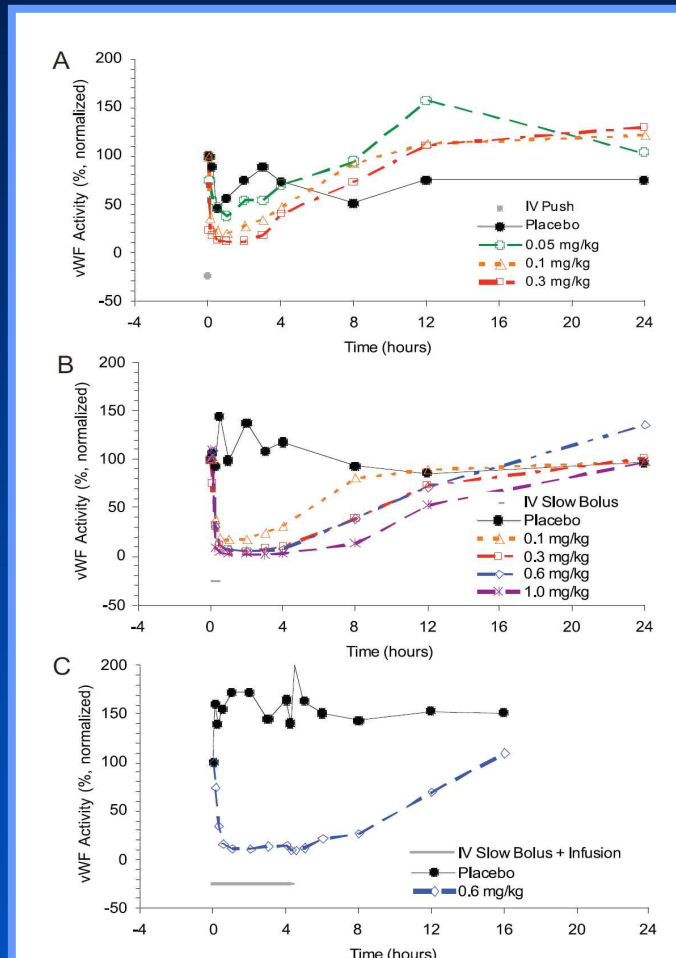 A
vWF Activity (%, normalized)
200
150
100
50
0
-50
-4
0
4
8
12
16
20
24
Time (hours)
IV Push
Placebo
0.05 mg/kg
0.1 mg/kg
0.3 mg/kg
B
vWF Activity (%, normalized)
200
150
100
50
0
-50
-4
0
4
8
12
16
20
24
Time (hours)
IV Slow Bolus
Placebo
0.1 mg/kg
0.3 mg/kg
0.6 mg/kg
1.0 mg/kg
C
vWF Activity (%, normalized)
200
150
100
50
0
-50
-4
0
4
8
12
16
20
24
Time (hours)
IV Slow Bolus + Infusion
Placebo
0.6 mg/kg